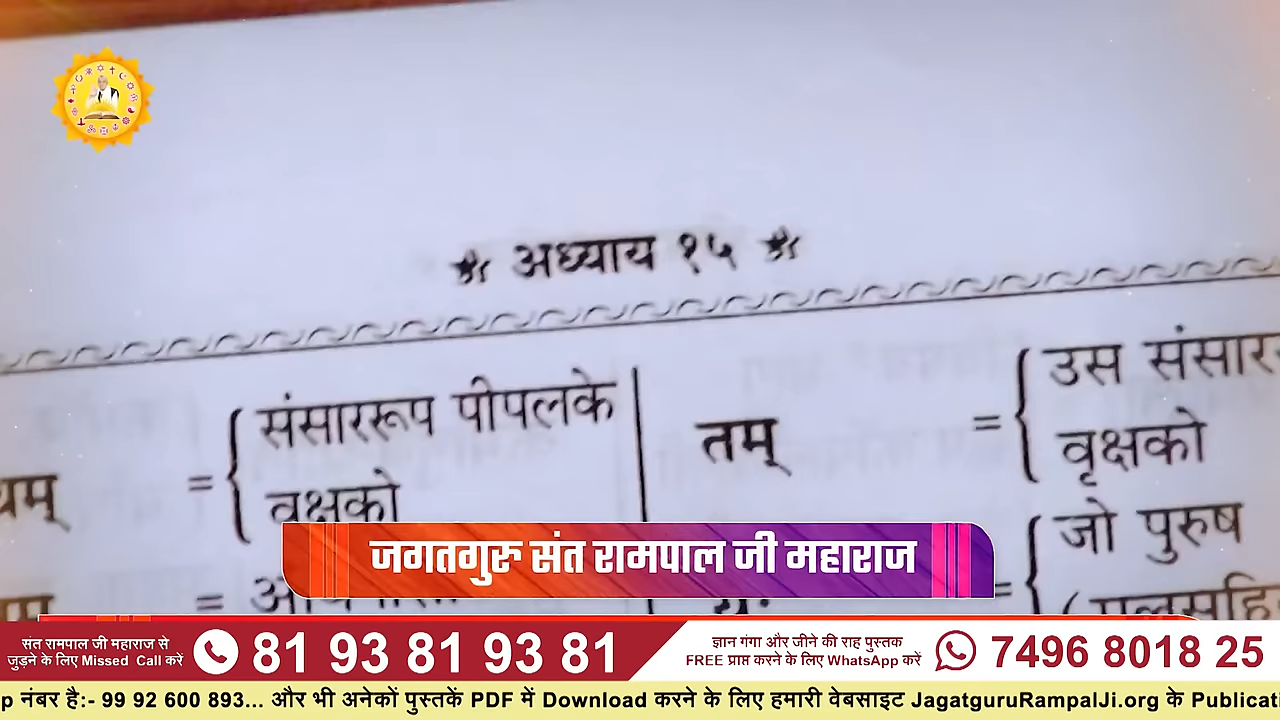 अध्याय १५
संसाररूप पीपलके
वृक्षको
=
तम्
=
उस संसार
वृक्षको
जो पुरुष
=
जगतगुरु संत रामपाल जी महाराज
संत रामपाल जी महाराज से
जुड़ने के लिए Missed Call करें
81 93 81 93 81
ज्ञान गंगा और जीने की राह पुस्तक
FREE प्राप्त करने के लिए WhatsApp करें
7496 8018 25
p नंबर है:- 99 92 600 893... और भी अनेकों पुस्तकें PDF में Download करने के लिए हमारी वेबसाइट JagatguruRampalJi.org के Publicati